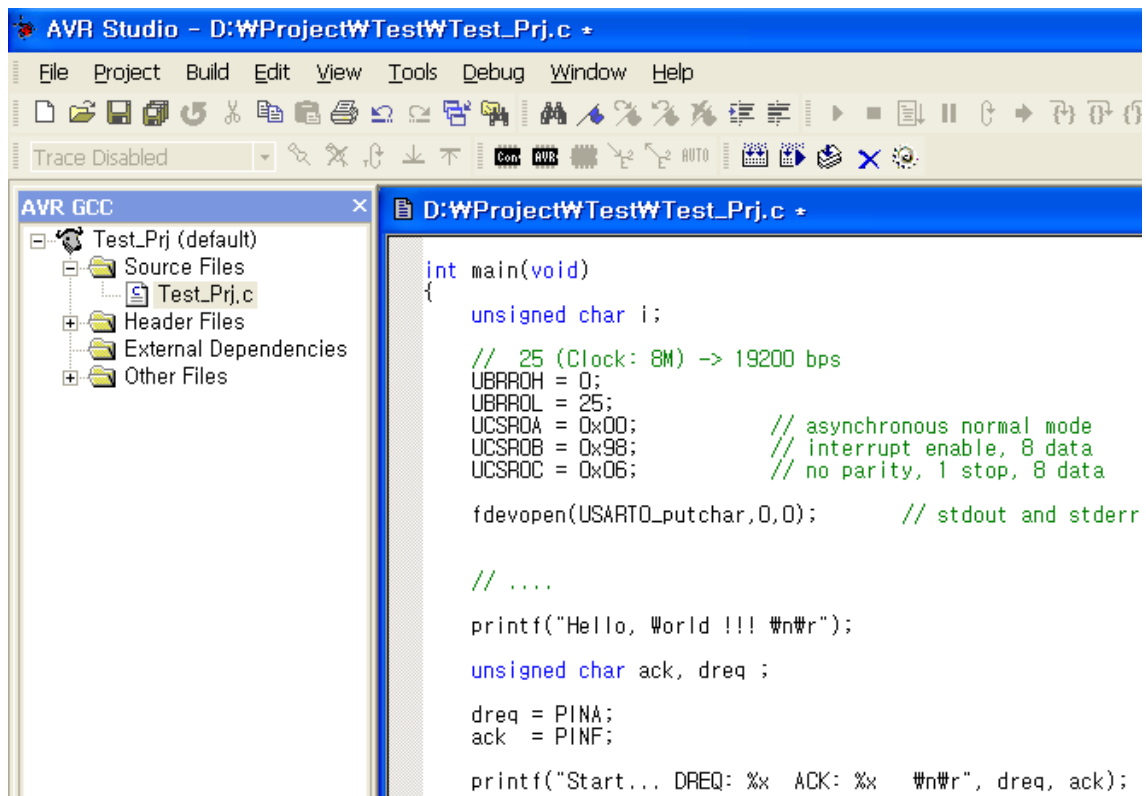 AVR Studio - D:₩Project₩Test₩Test_Prj.c *
File Project Build Edit View Tools Debug Window Help
Trace Disabled
Con AVR AUTO
AVR GCC
D:₩Project₩Test₩Test_Prj.c *
Test_Prj (default)
Source Files
Test_Prj.c
Header Files
External Dependencies
Other Files
int main(void)
{
unsigned char i;
// 25 (Clock: 8M) -> 19200 bps
UBRR0H = 0;
UBRR0L = 25;
UCSR0A = 0x00; // asynchronous normal mode
UCSR0B = 0x98; // interrupt enable, 8 data
UCSR0C = 0x06; // no parity, 1 stop, 8 data
fdevopen(USART0_putchar,0,0); // stdout and stderr
// ....
printf("Hello, World !!! ₩n₩r");
unsigned char ack, dreq ;
dreq = PINA;
ack = PINF;
printf("Start... DREQ: %x ACK: %x ₩n₩r", dreq, ack);